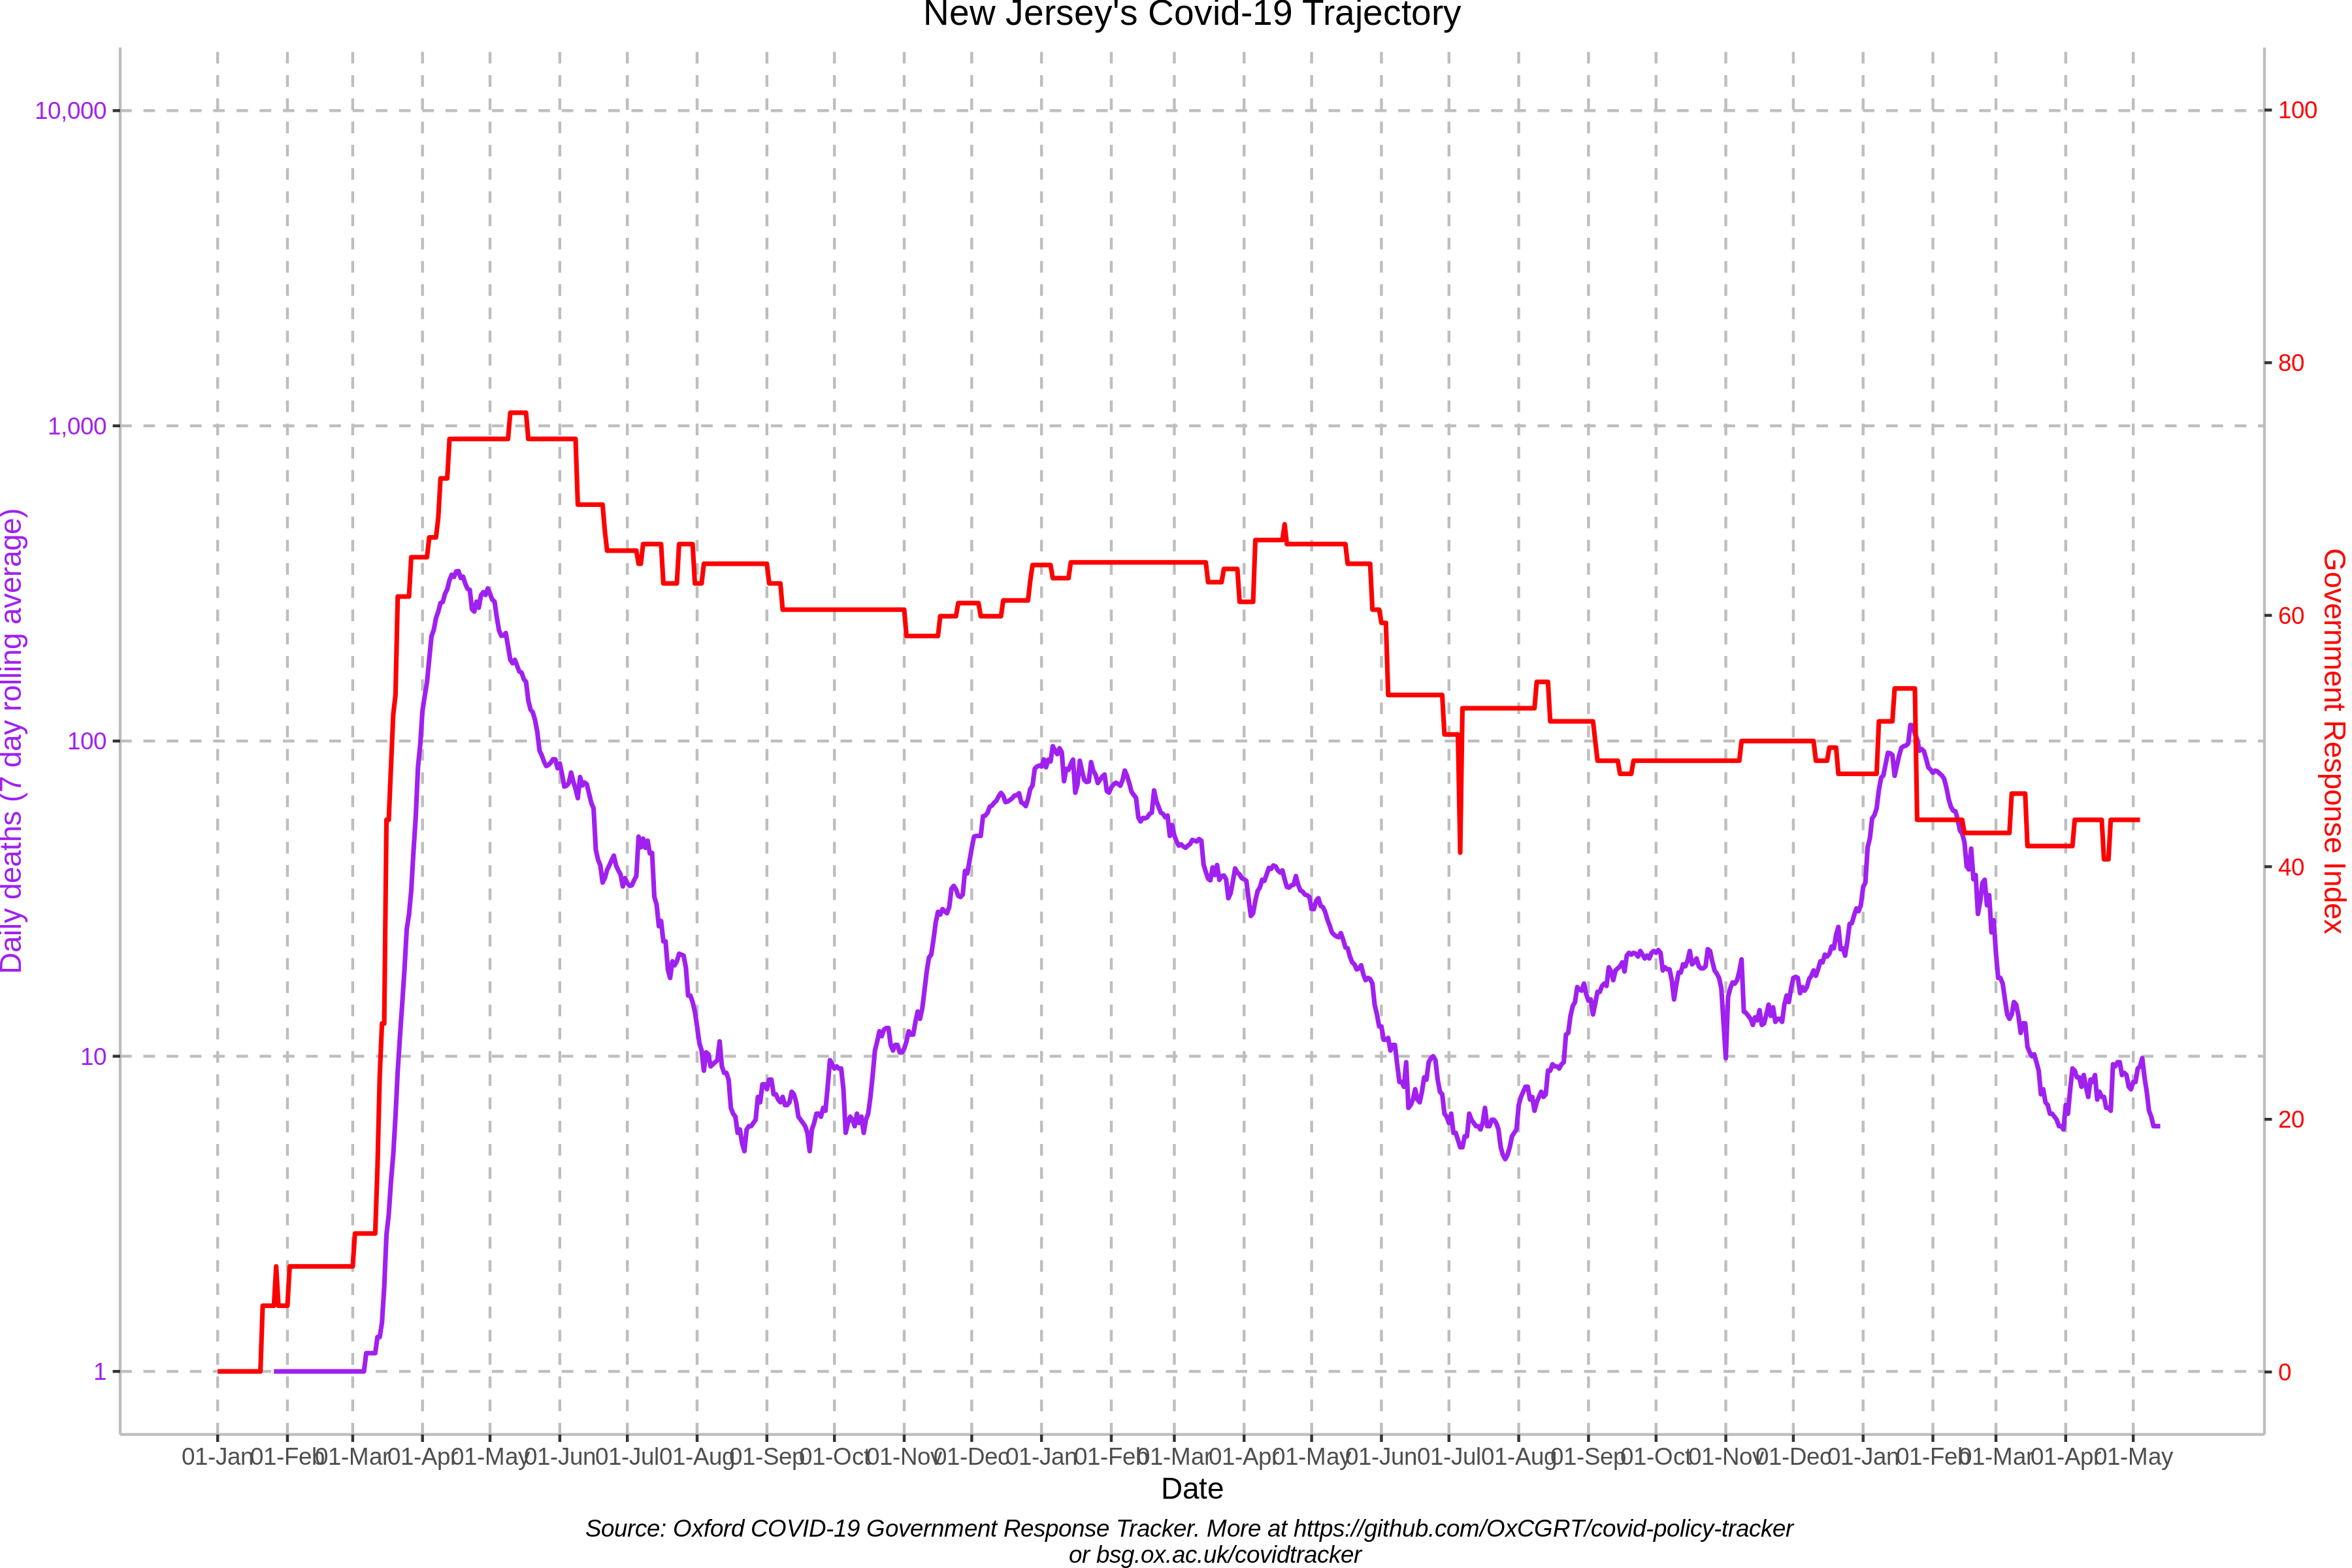 New Jersey's Covid-19 Trajectory
10,000
1,000
100
10
1
Daily deaths (7 day rolling average)
100
80
60
40
20
0
Government Response Index
01-Jan 01-Feb 01-Mar 01-Apr 01-May 01-Jun 01-Jul 01-Aug 01-Sep 01-Oct 01-Nov 01-Dec 01-Jan 01-Feb 01-Mar 01-Apr 01-May 01-Jun 01-Jul 01-Aug 01-Sep 01-Oct 01-Nov 01-Dec 01-Jan 01-Feb 01-Mar 01-Apr 01-May
Date
Source: Oxford COVID-19 Government Response Tracker. More at https://github.com/OxCGRT/covid-policy-tracker
or bsg.ox.ac.uk/covidtracker